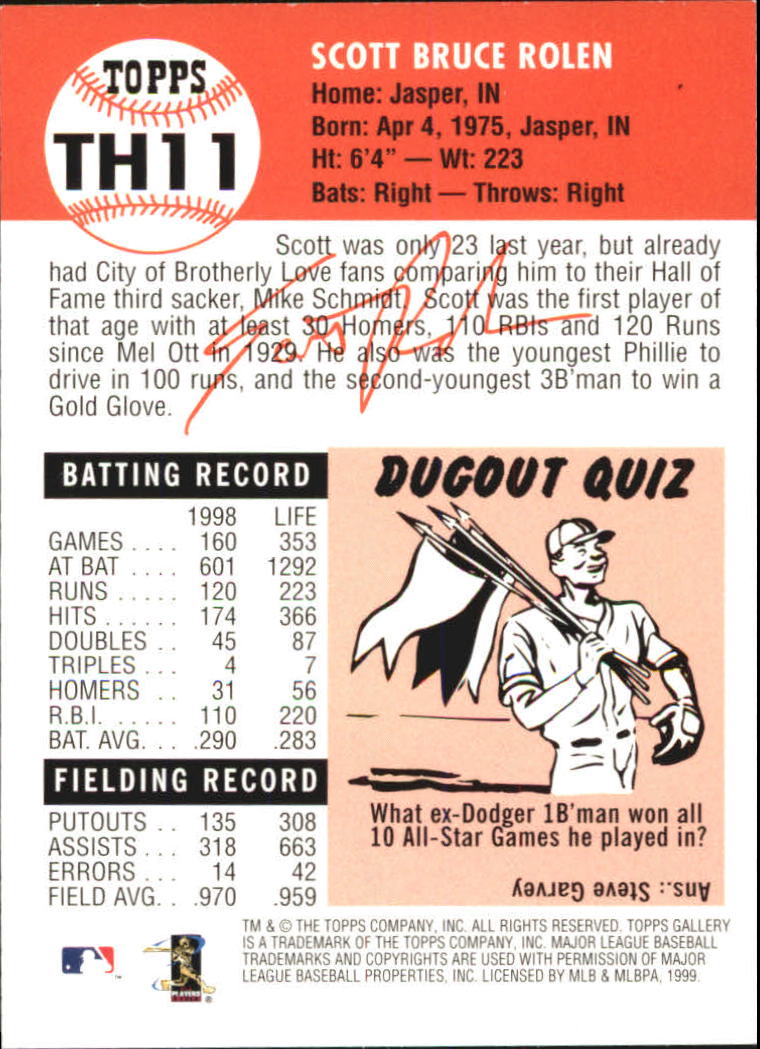 TOPPS
TH11
SCOTT BRUCE ROLEN
Home: Jasper, IN
Born: Apr 4, 1975, Jasper, IN
Ht: 6'4" — Wt: 223
Bats: Right — Throws: Right
Scott was only 23 last year, but already
had City of Brotherly Love fans comparing him to their Hall of
Fame third sacker, Mike Schmidt. Scott was the first player of
that age with at least 30 Homers, 110 RBIs and 120 Runs
since Mel Ott in 1929. He also was the youngest Phillie to
drive in 100 runs, and the second-youngest 3B'man to win a
Gold Glove.
Scott Rolen
BATTING RECORD
1998 LIFE
GAMES .... 160 353
AT BAT .... 601 1292
RUNS ..... 120 223
HITS ...... 174 366
DOUBLES .. 45 87
TRIPLES ... 4 7
HOMERS .. 31 56
R.B.I. ...... 110 220
BAT. AVG. .. .290 .283
FIELDING RECORD
PUTOUTS .. 135 308
ASSISTS ... 318 663
ERRORS ... 14 42
FIELD AVG. . .970 .959
DUGOUT QUIZ
What ex-Dodger 1B'man won all
10 All-Star Games he played in?
Ans.: Steve Garvey
TM & © THE TOPPS COMPANY, INC. ALL RIGHTS RESERVED. TOPPS GALLERY
IS A TRADEMARK OF THE TOPPS COMPANY, INC. MAJOR LEAGUE BASEBALL
TRADEMARKS AND COPYRIGHTS ARE USED WITH PERMISSION OF MAJOR
LEAGUE BASEBALL PROPERTIES, INC. LICENSED BY MLB & MLBPA, 1999.
PLAYERS